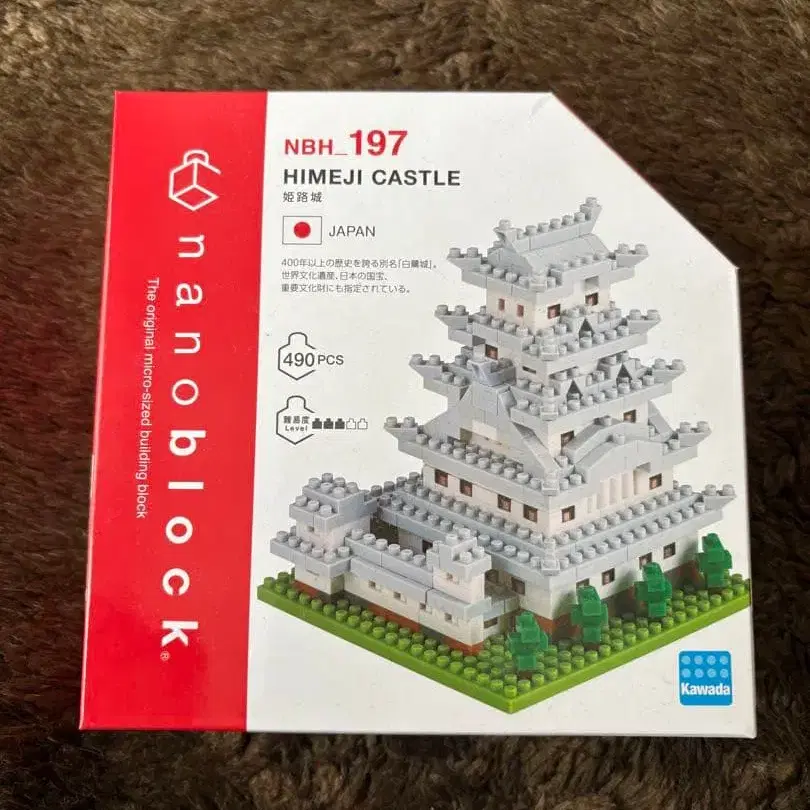 nanoblock®
The original micro-sized building block
NBH_197
HIMEJI CASTLE
姫路城
JAPAN
400年以上の歴史を誇る別名「白鷺城」。
世界文化遺産、日本の国宝、
重要文化財にも指定されている。
490 PCS
難易度
Level
Kawada